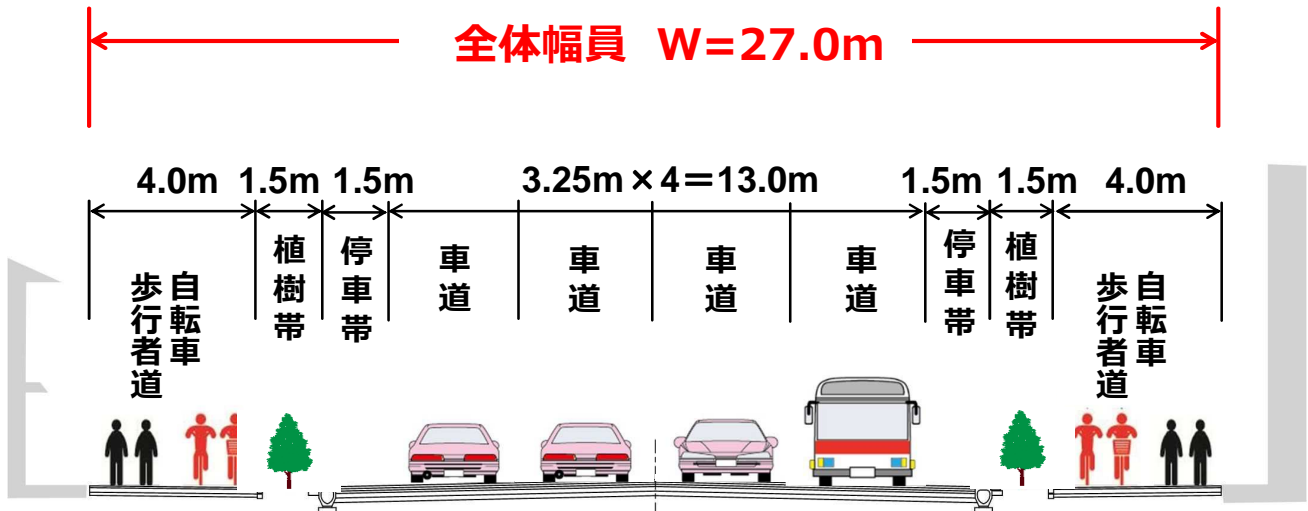 全体幅員 W=27.0m
4.0m 1.5m 1.5m 3.25m×4=13.0m 1.5m 1.5m 4.0m
自転車
歩行者道
植樹帯
停車帯
車道
車道
車道
車道
停車帯
植樹帯
自転車
歩行者道